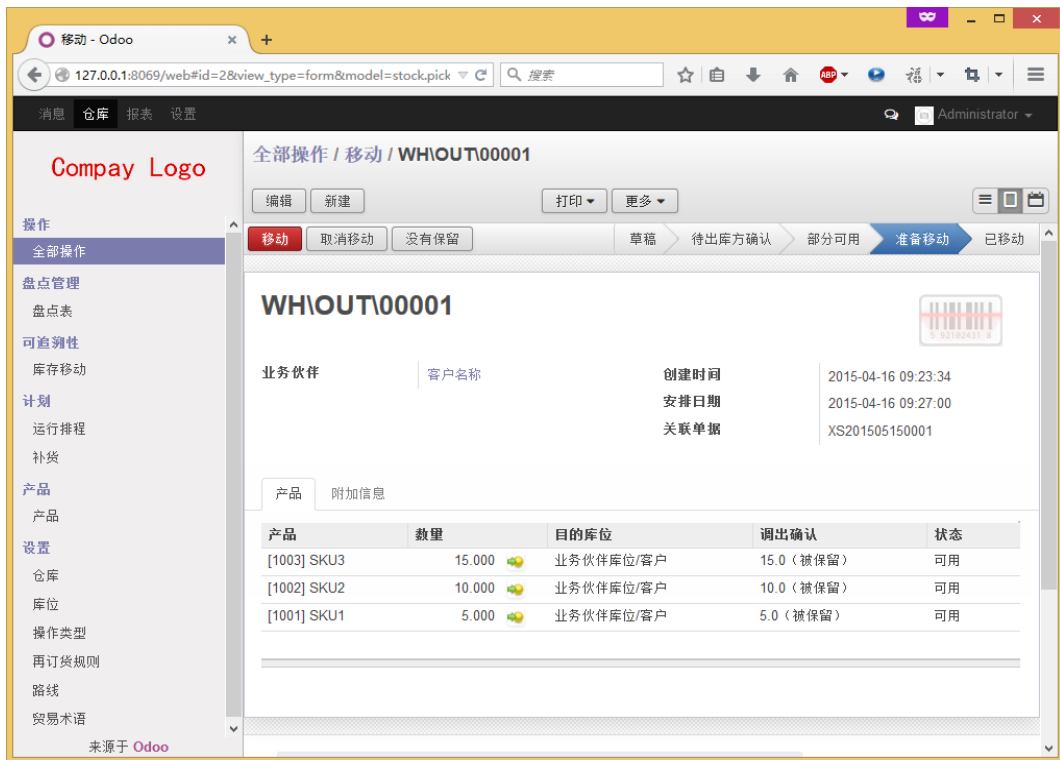 移动 - Odoo
127.0.0.1:8069/web#id=2&view_type=form&model=stock.pick
搜索
ABP
消息 仓库 报表 设置
Administrator
Compay Logo
操作
全部操作
盘点管理
盘点表
可追溯性
库存移动
计划
运行排程
补货
产品
产品
设置
仓库
库位
操作类型
再订货规则
路线
贸易术语
来源于 Odoo
全部操作 / 移动 / WH\OUT\00001
编辑 新建 打印 更多
移动 取消移动 没有保留
草稿 待出库方确认 部分可用 准备移动 已移动
WH\OUT\00001
业务伙伴 客户名称
创建时间 2015-04-16 09:23:34
安排日期 2015-04-16 09:27:00
关联单据 XS201505150001
产品 附加信息
产品 数量 目的库位 调出确认 状态
[1003] SKU3 15.000 业务伙伴库位/客户 15.0（被保留） 可用
[1002] SKU2 10.000 业务伙伴库位/客户 10.0（被保留） 可用
[1001] SKU1 5.000 业务伙伴库位/客户 5.0（被保留） 可用